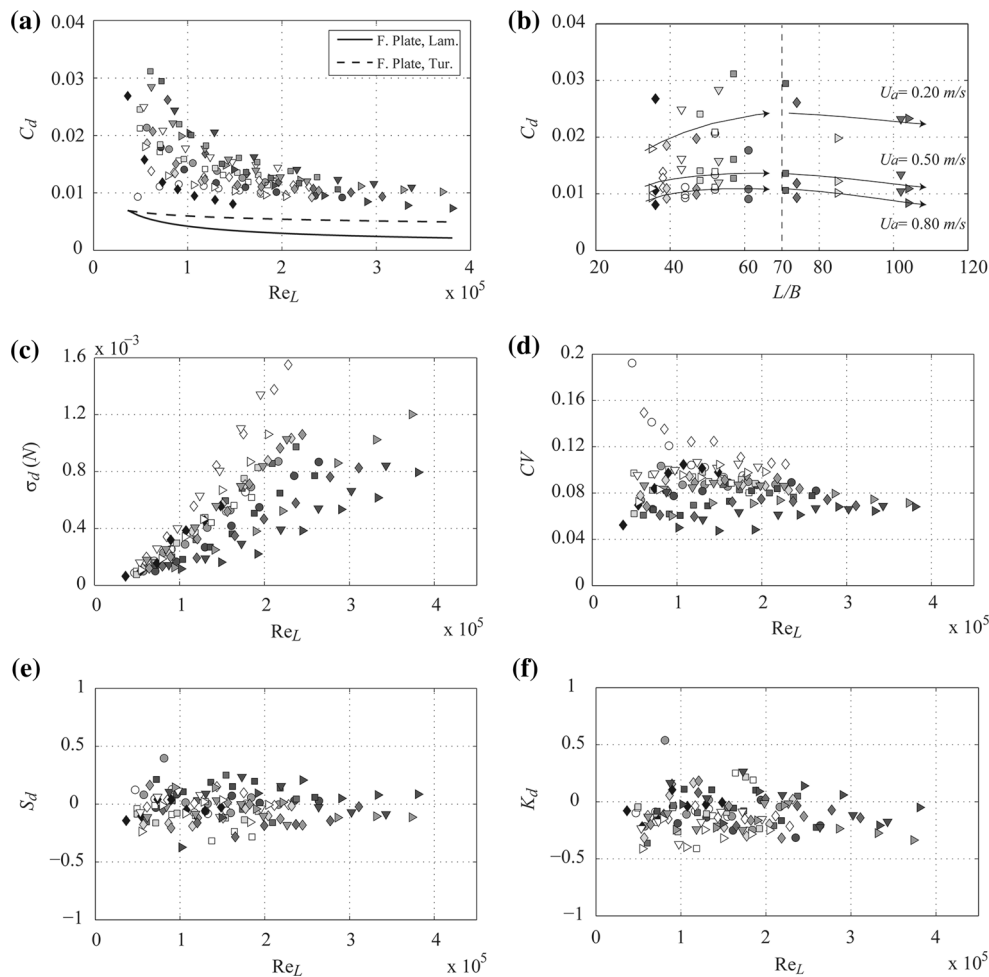 (a)
0.04
0.03
0.02
0.01
0
C_d
F. Plate, Lam.
F. Plate, Tur.
0 1 2 3 4
x 10^5
Re_L
(b)
0.04
0.03
0.02
0.01
0
C_d
U_a= 0.20 m/s
U_a= 0.50 m/s
U_a= 0.80 m/s
20 40 60 70 80 100 120
L/B
(c)
x 10^−3
1.6
1.2
0.8
0.4
0
σ_d (N)
0 1 2 3 4
x 10^5
Re_L
(d)
0.2
0.16
0.12
0.08
0.04
0
CV
0 1 2 3 4
x 10^5
Re_L
(e)
1
0.5
0
−0.5
−1
S_d
0 1 2 3 4
x 10^5
Re_L
(f)
1
0.5
0
−0.5
−1
K_d
0 1 2 3 4
x 10^5
Re_L